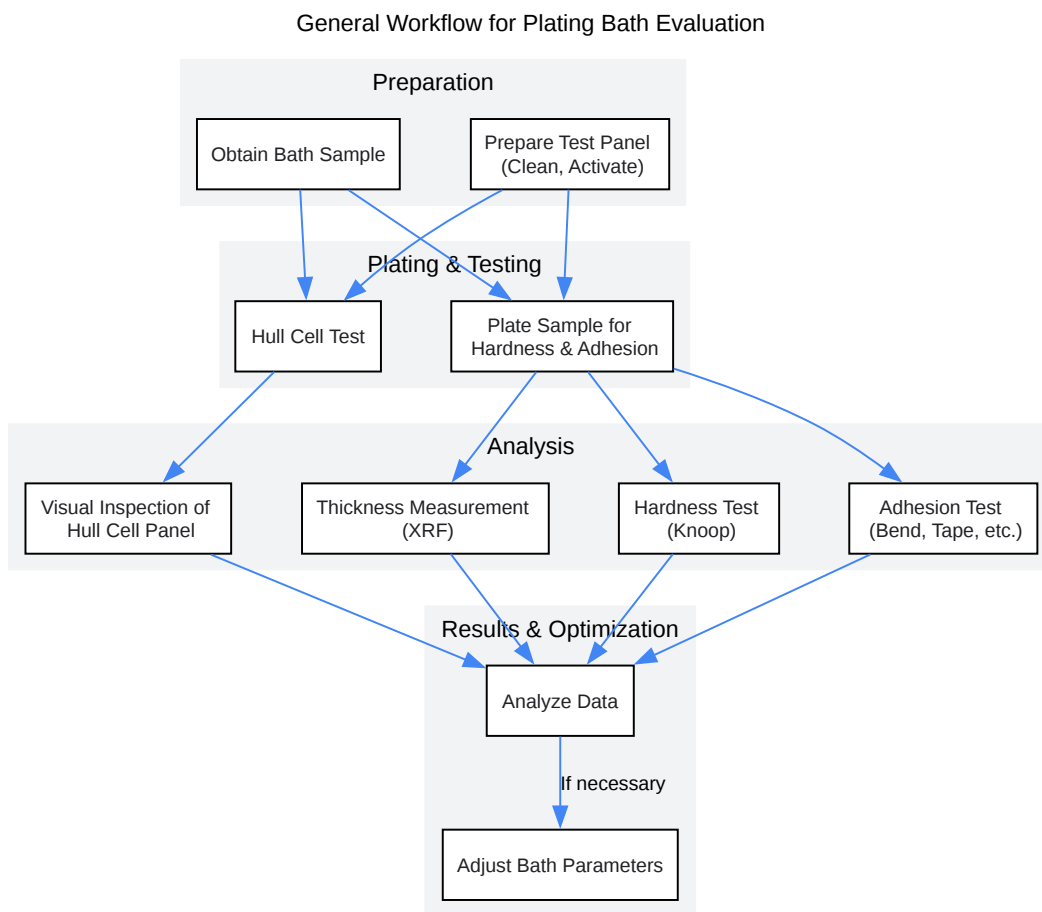 General Workflow for Plating Bath Evaluation
Preparation
Obtain Bath Sample
Prepare Test Panel
(Clean, Activate)
Plating & Testing
Hull Cell Test
Plate Sample for
Hardness & Adhesion
Analysis
Visual Inspection of
Hull Cell Panel
Thickness Measurement
(XRF)
Hardness Test
(Knoop)
Adhesion Test
(Bend, Tape, etc.)
Results & Optimization
Analyze Data
If necessary
Adjust Bath Parameters